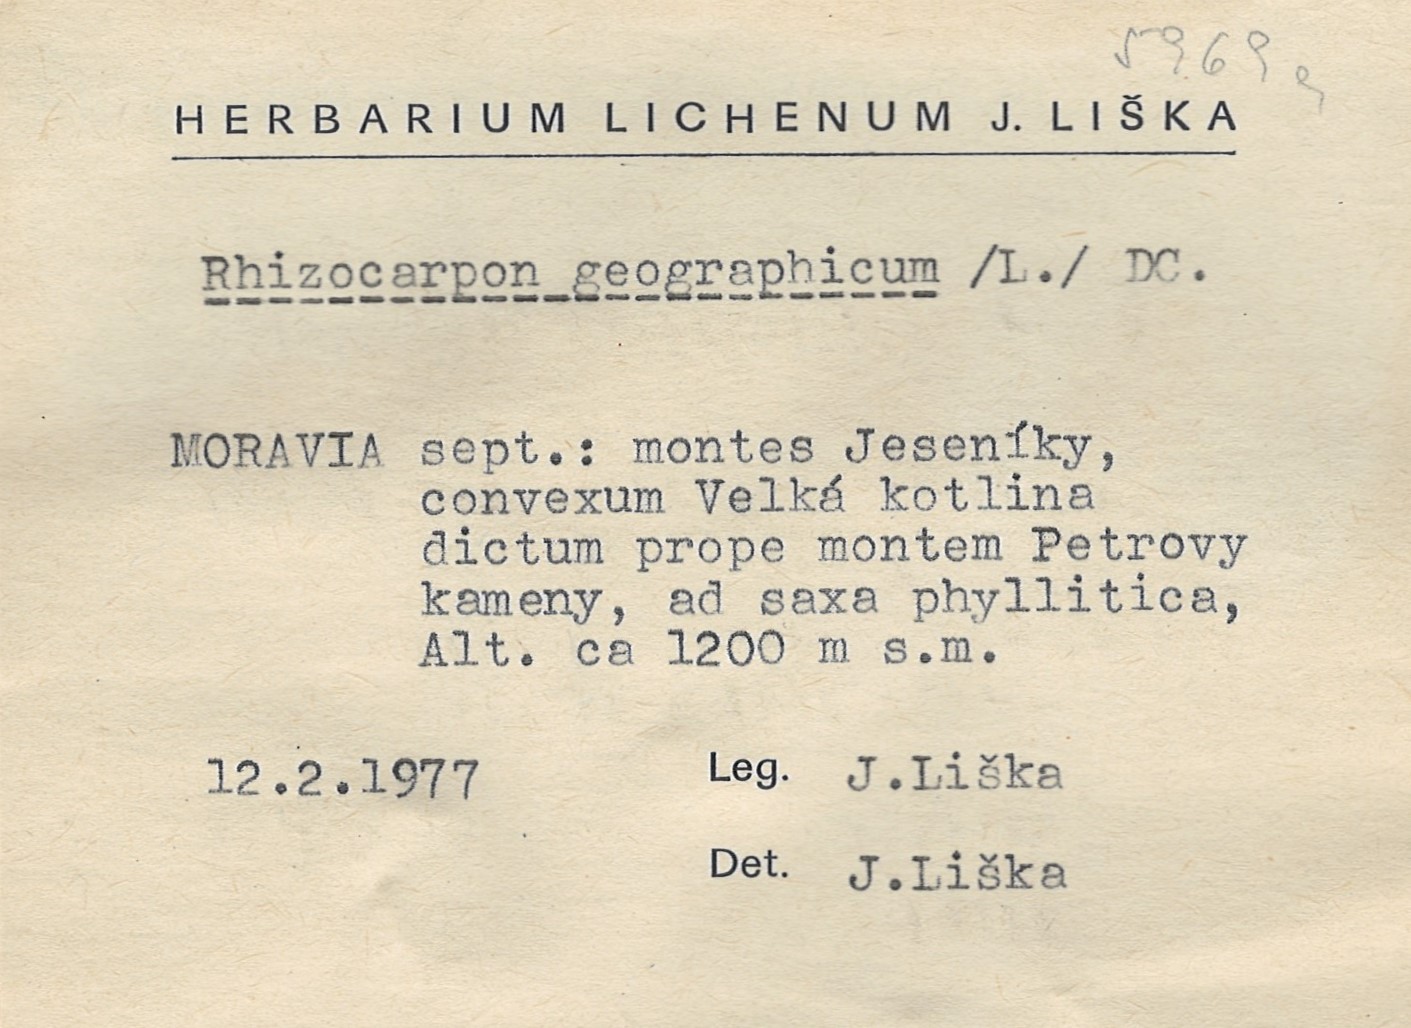 5969
HERBARIUM LICHENUM J. LIŠKA
Rhizocarpon geographicum /L./ DC.
MORAVIA sept.: montes Jeseníky,
convexum Velká kotlina
dictum prope montem Petrovy
kameny, ad saxa phyllitica,
Alt. ca 1200 m s.m.
12.2.1977 Leg. J.Liška
Det. J.Liška